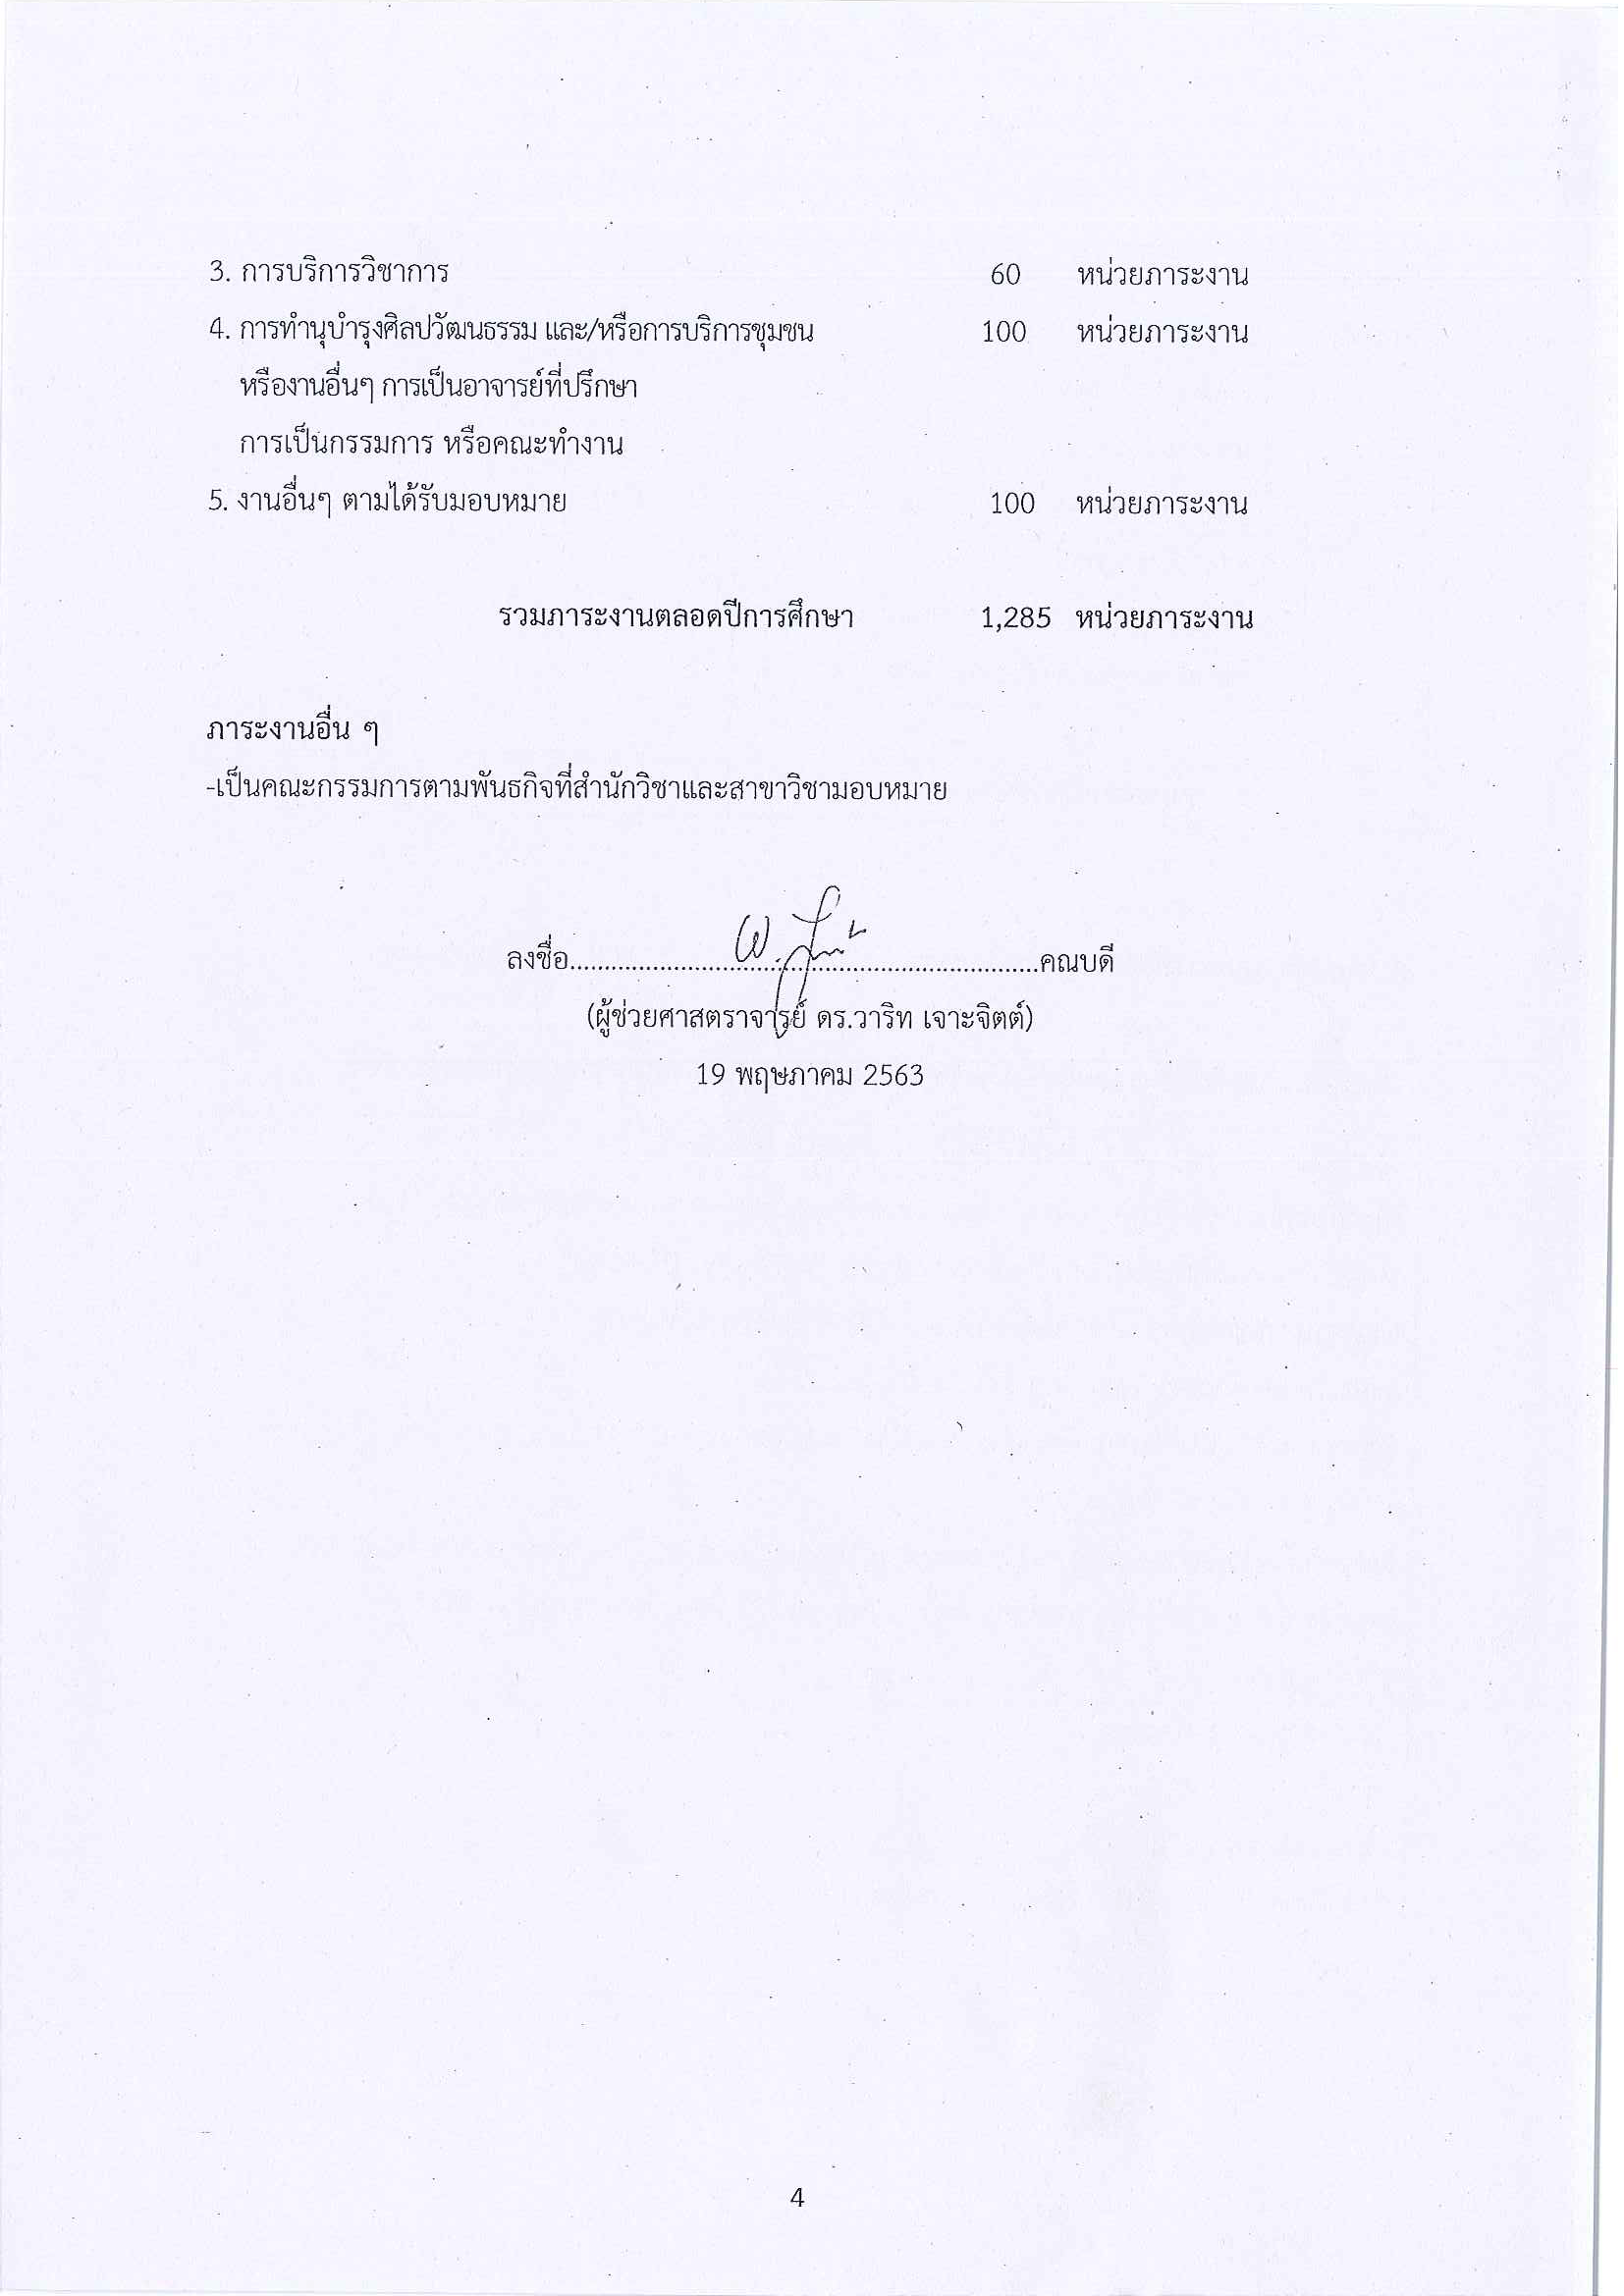 3. การบริการวิชาการ 60 หน่วยภาระงาน
4. การทำนุบำรุงศิลปวัฒนธรรม และ/หรือการบริการชุมชน 100 หน่วยภาระงาน
หรืองานอื่นๆ การเป็นอาจารย์ที่ปรึกษา
การเป็นกรรมการ หรือคณะทำงาน
5. งานอื่นๆ ตามได้รับมอบหมาย 100 หน่วยภาระงาน
รวมภาระงานตลอดปีการศึกษา 1,285 หน่วยภาระงาน
ภาระงานอื่น ๆ
-เป็นคณะกรรมการตามพันธกิจที่สำนักวิชาและสาขาวิชามอบหมาย
ลงชื่อ....................................................................คณบดี
(ผู้ช่วยศาสตราจารย์ ดร.วาริท เจาะจิตต์)
19 พฤษภาคม 2563
4